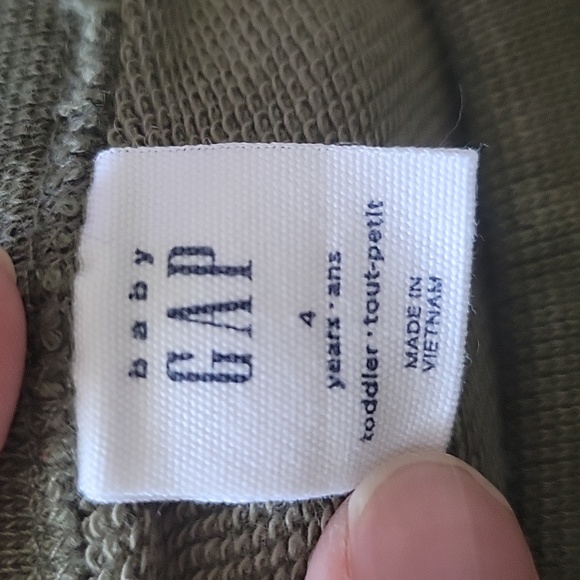 baby
GAP
4
years · ans
toddler · tout-petit
MADE IN
VIETNAM